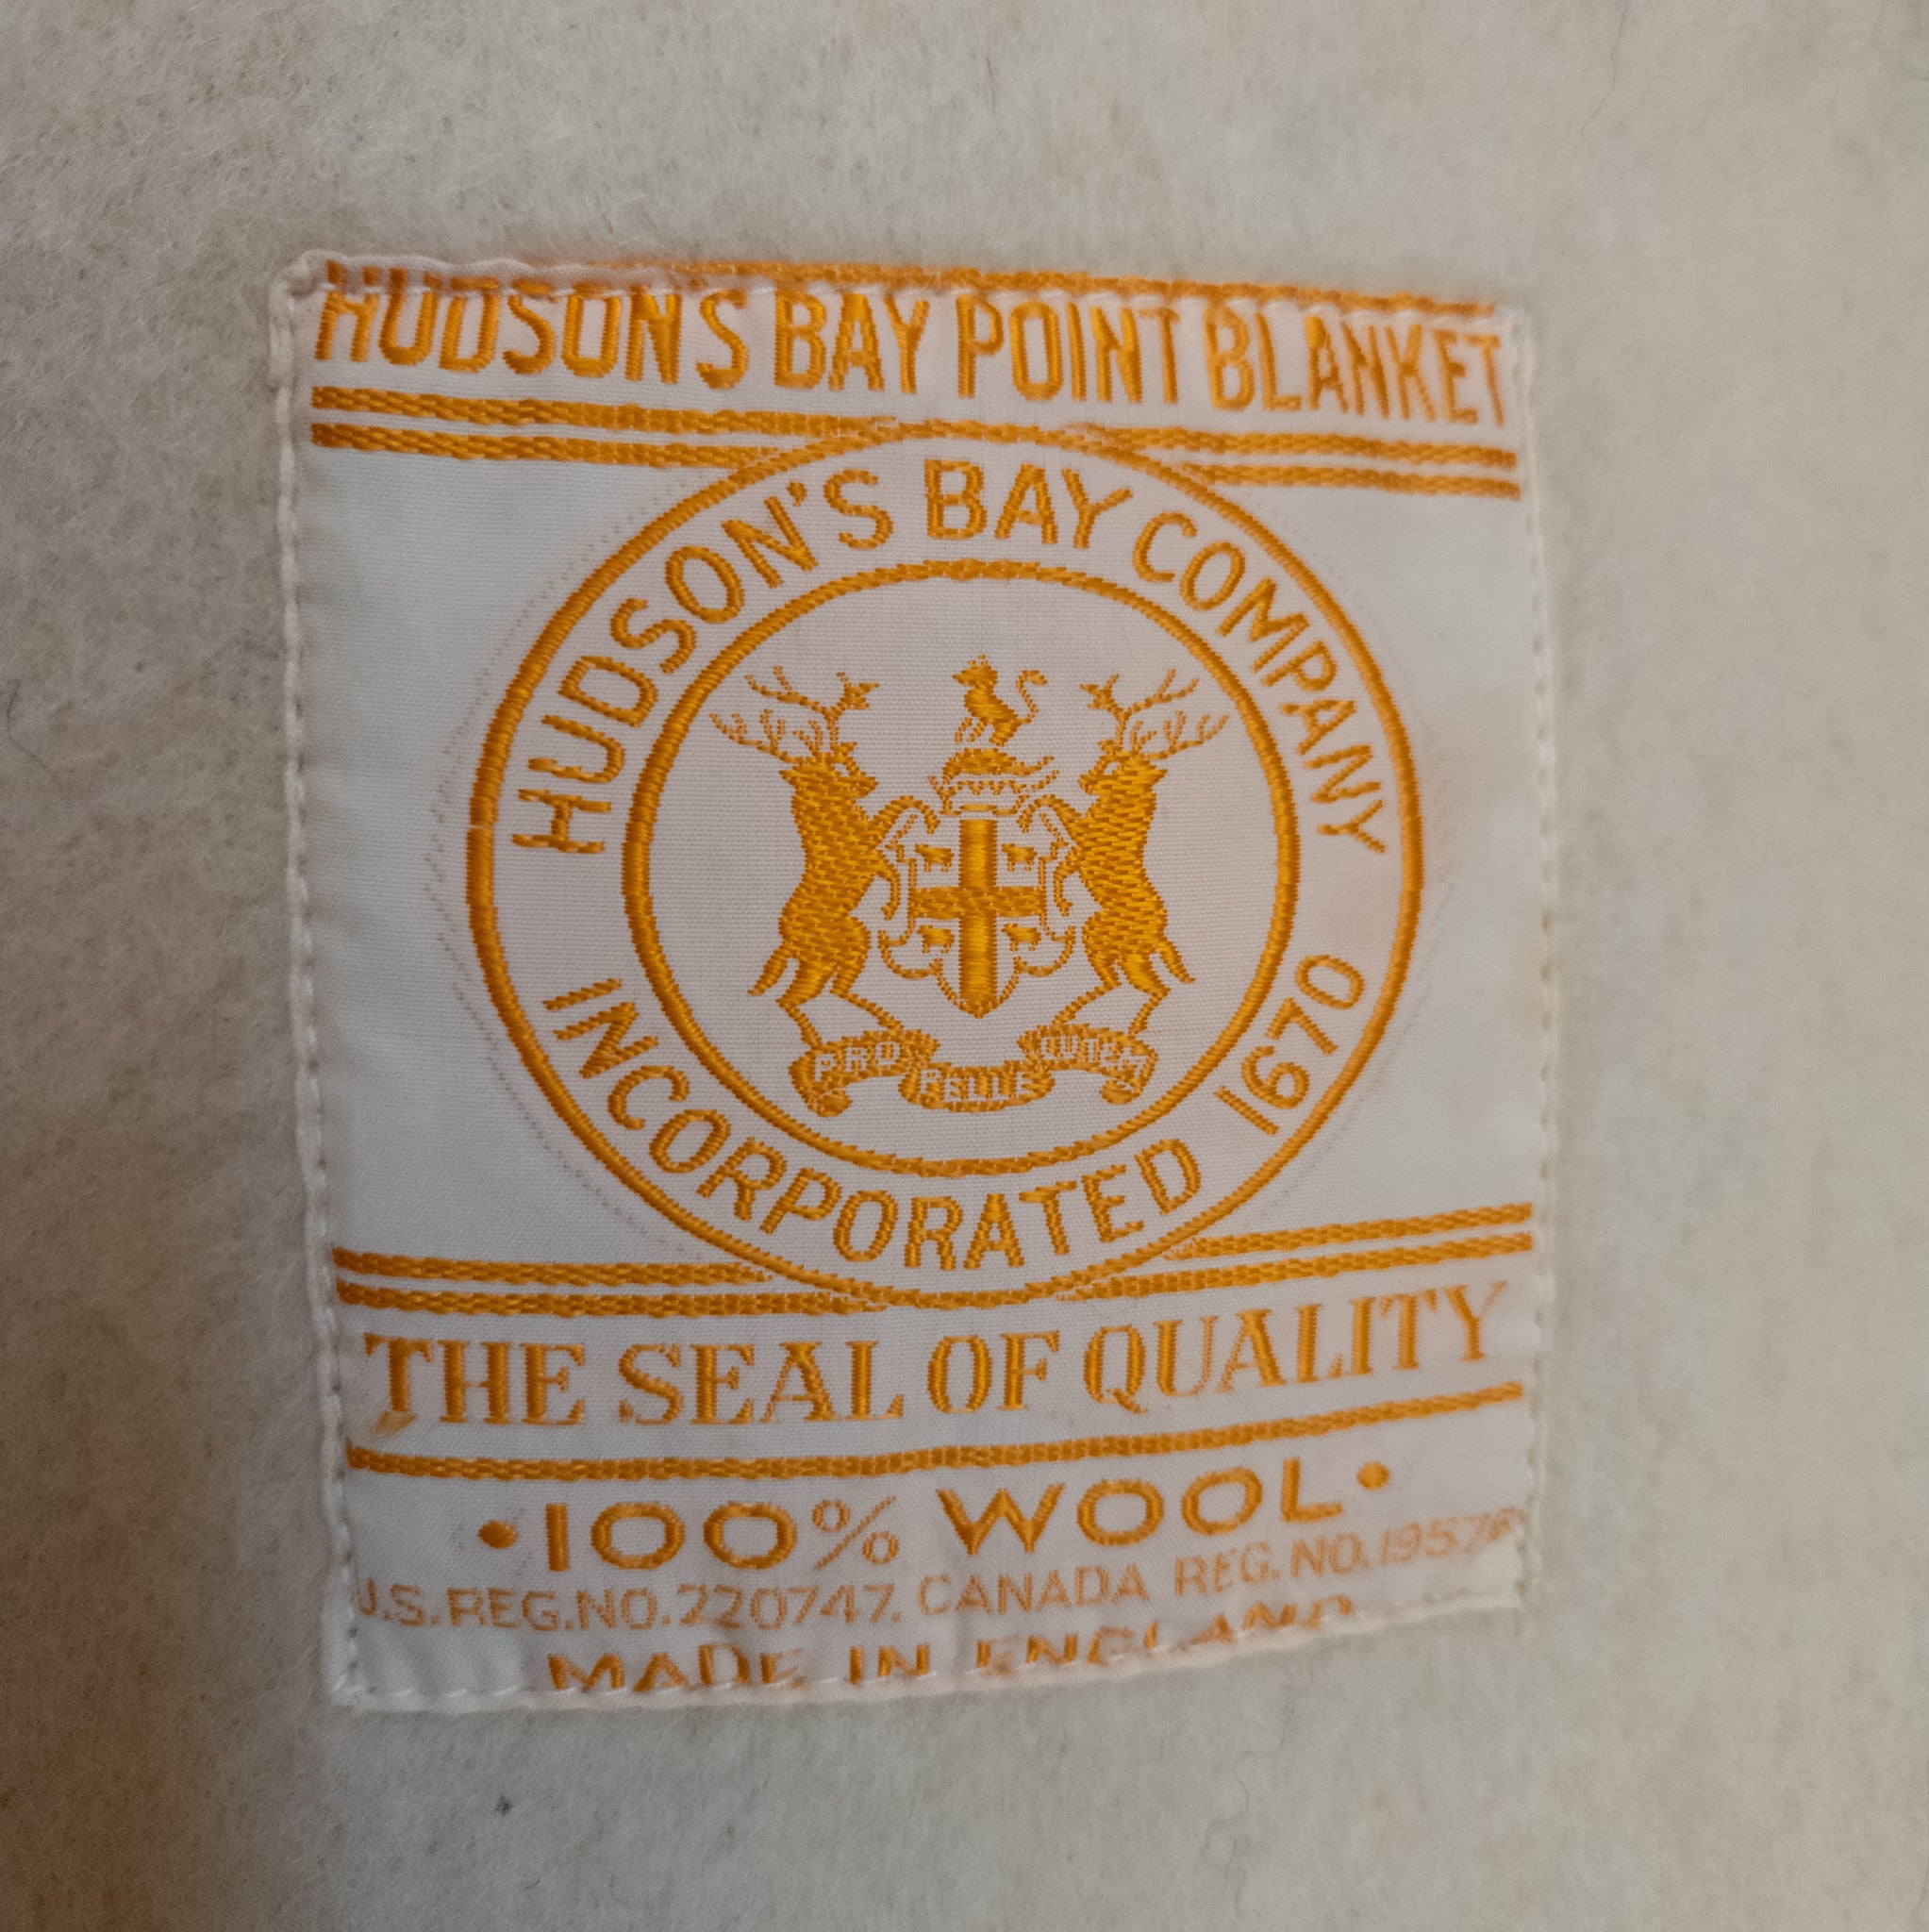 HUDSON'S BAY POINT BLANKET
HUDSON'S BAY COMPANY
PRO PELLE CUTEM
INCORPORATED 1670
THE SEAL OF QUALITY
•100% WOOL•
U.S.REG.NO.220747. CANADA REG.NO.
MADE IN ENGLAND